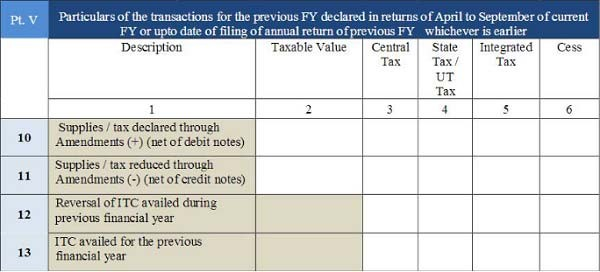 Pt. V
Particulars of the transactions for the previous FY declared in returns of April to September of current
FY or upto date of filing of annual return of previous FY whichever is earlier
Description
Taxable Value
Central
Tax
State
Tax /
UT
Tax
Integrated
Tax
Cess
1
2
3
4
5
6
10
Supplies / tax declared through
Amendments (+) (net of debit notes)
11
Supplies / tax reduced through
Amendments (-) (net of credit notes)
12
Reversal of ITC availed during
previous financial year
13
ITC availed for the previous
financial year